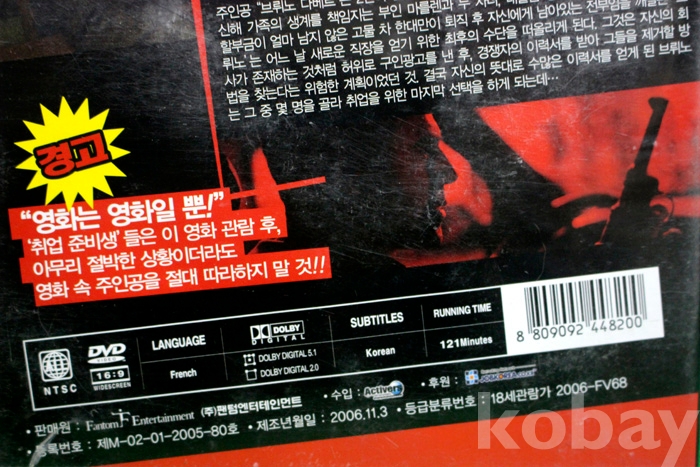 주인공 "브뤼노 다베르
신해 가족의 생계를 책임지는 부인 마를렌과 두
할부금이 얼마 남지 않은 고물 차 한대만이 퇴직 후 자신에게 남아있는 전부임을
뤼노'는 어느 날 새로운 직장을 얻기 위한 최후의 수단을 떠올리게 된다. 그것은 자신의 회
사가 존재하는 것처럼 허위로 구인광고를 낸 후, 경쟁자의 이력서를 받아 그들을 제거할 방
법을 찾는다는 위험한 계획이었던 것. 결국 자신의 뜻대로 수많은 이력서를 얻게 된 브뤼노
는 그 중 몇 명을 골라 취업을 위한 마지막 선택을 하게 되는데…
경고
"영화는 영화일 뿐!"
'취업 준비생' 들은 이 영화 관람 후,
아무리 절박한 상황이더라도
영화 속 주인공을 절대 따라하지 말 것!!
ALL
NTSC
DVD
VIDEO
16:9
WIDESCREEN
LANGUAGE
French
DOLBY
DIGITAL
DOLBY DIGITAL 5.1
DOLBY DIGITAL 2.0
SUBTITLES
Korean
RUNNING TIME
121Minutes
8 809092 448200
• 판매원 : Fantom F Entertainment (주)팬텀엔터테인먼트 • 수입 : Active • 후원 :
• 등록번호 : 제M-02-01-2005-80호 • 제조년월일 : 2006.11.3 • 등급분류번호 : 18세관람가 2006-FV68
kobay